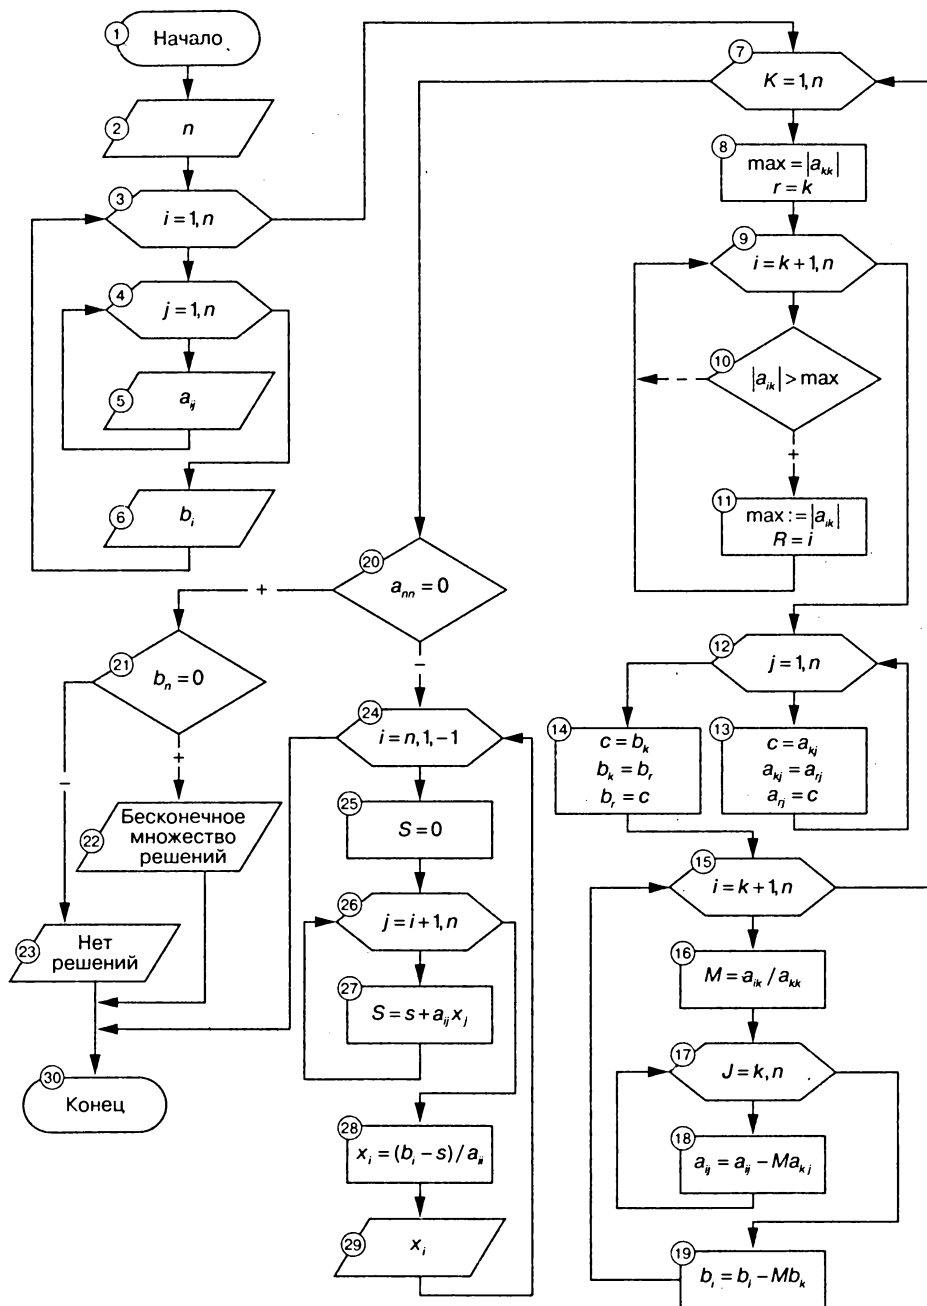 1 Начало
2 n
3 i = 1, n
4 j = 1, n
5 a_ij
6 b_i
7 K = 1, n
8 max = |a_kk|
r = k
9 i = k + 1, n
10 |a_ik| > max
–
+
11 max := |a_ik|
R = i
12 j = 1, n
13 c = a_kj
a_kj = a_rj
a_rj = c
14 c = b_k
b_k = b_r
b_r = c
15 i = k + 1, n
16 M = a_ik / a_kk
17 J = k, n
18 a_ij = a_ij – Ma_kj
19 b_i = b_i – Mb_k
20 a_nn = 0
+
–
21 b_n = 0
+
–
22 Бесконечное
множество
решений
23 Нет
решений
24 i = n, 1, –1
25 S = 0
26 j = i + 1, n
27 S = s + a_ij x_j
28 x_i = (b_i – s) / a_ii
29 x_i
30 Конец